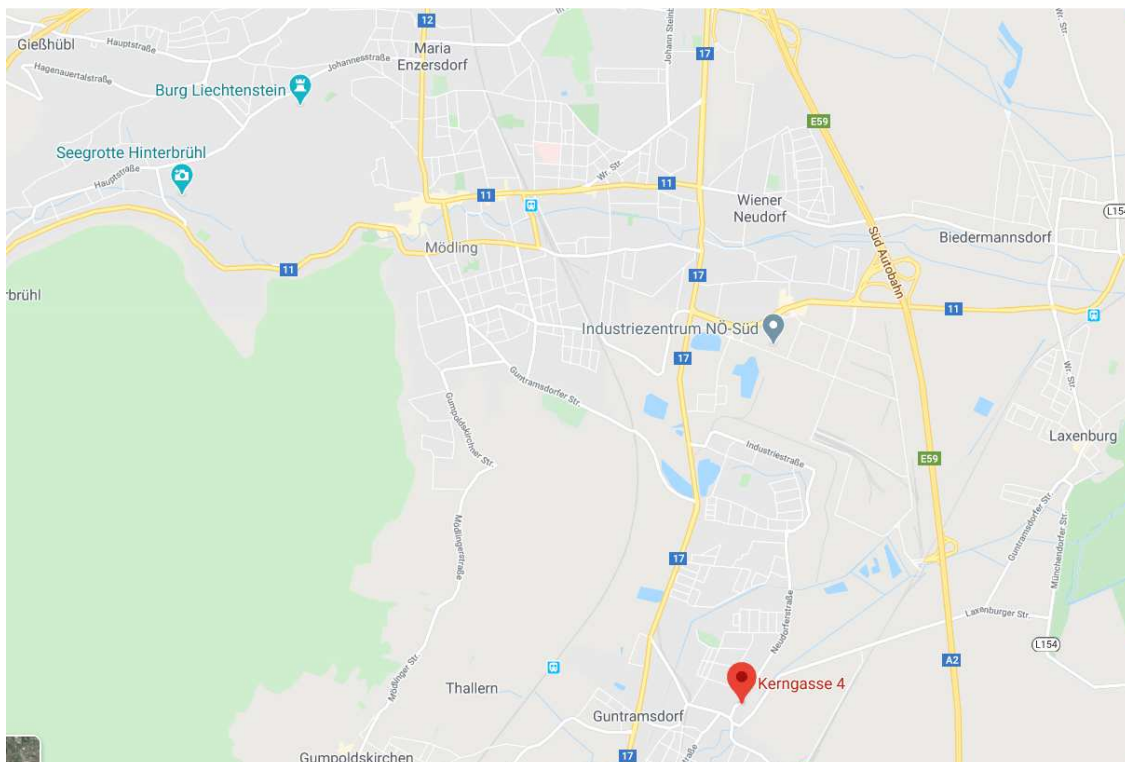 12
Maria
Enzersdorf
Johann Steinb
17
Wr. Str.
Gießhübl
Hauptstraße
Hagenauertalstraße
Johannesstraße
Burg Liechtenstein
E59
Seegrotte Hinterbrühl
Hauptstraße
Wr. Str.
11
11
Wiener
Neudorf
L154
Biedermannsdorf
Mödling
Süd Autobahn
11
17
rbrühl
11
Industriezentrum NÖ-Süd
17
Wr. Str.
Guntramsdorfer Str.
Gumpoldskirchner Str.
Laxenburg
Industriestraße
E59
Mödlingerstraße
Guntramsdorfer Str.
Münchendorfer Str.
17
Neudorferstraße
Laxenburger Str.
L154
A2
Mödlinger Str.
Thallern
Kerngasse 4
Guntramsdorf
17
Gumpoldskirchen